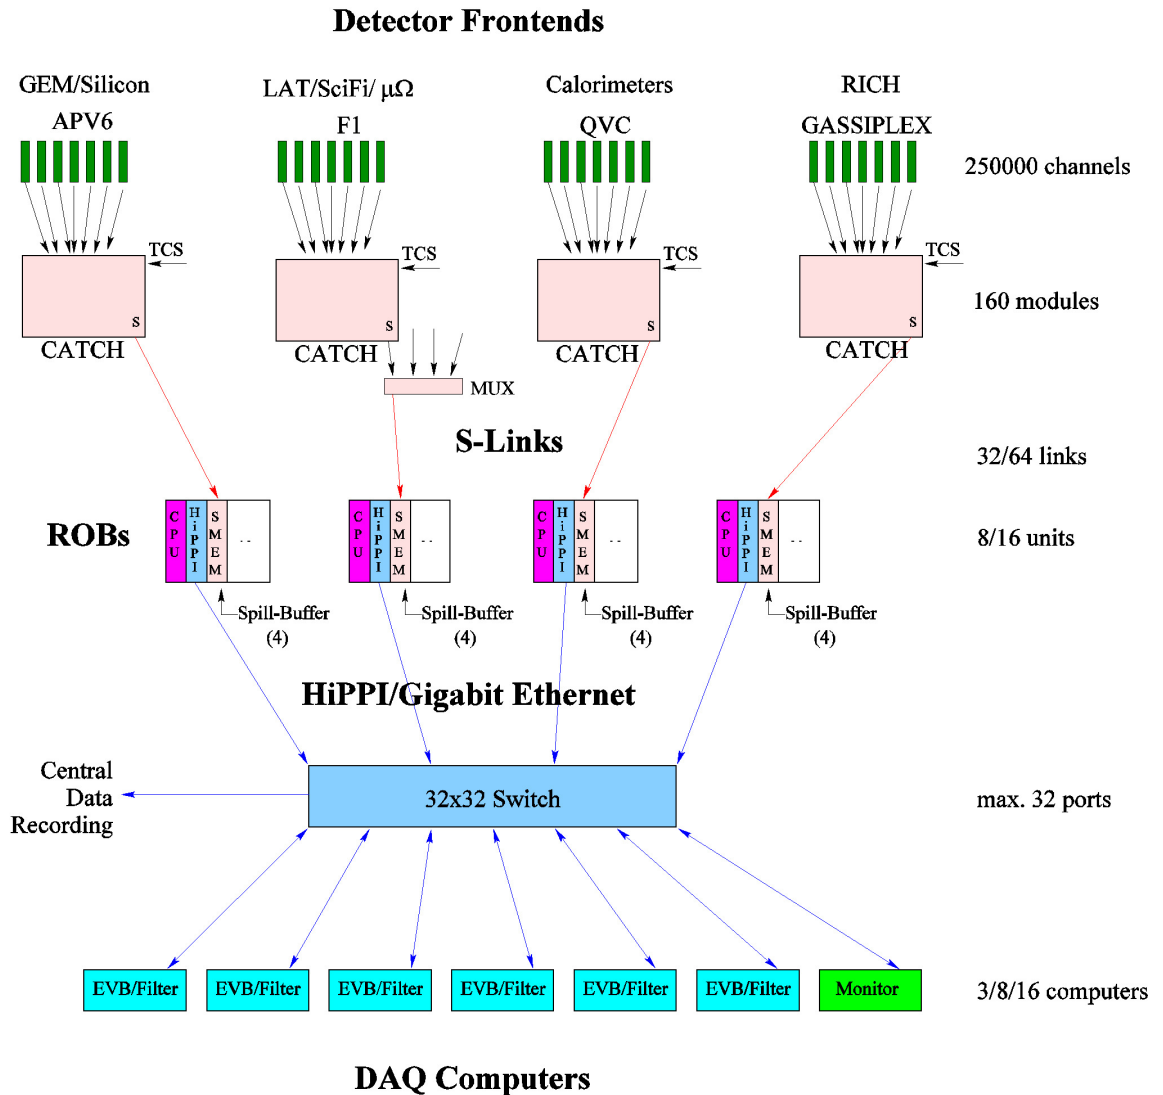 Detector Frontends
GEM/Silicon
LAT/SciFi/ μΩ
Calorimeters
RICH
APV6
F1
QVC
GASSIPLEX
250000 channels
TCS
TCS
TCS
TCS
160 modules
S
S
S
S
CATCH
CATCH
CATCH
CATCH
MUX
S-Links
32/64 links
ROBs
CPU
HiPPI
SMEM
..
CPU
HiPPI
SMEM
..
CPU
HiPPI
SMEM
..
CPU
HiPPI
SMEM
..
8/16 units
Spill-Buffer
(4)
Spill-Buffer
(4)
Spill-Buffer
(4)
Spill-Buffer
(4)
HiPPI/Gigabit Ethernet
Central
Data
Recording
32x32 Switch
max. 32 ports
EVB/Filter
EVB/Filter
EVB/Filter
EVB/Filter
EVB/Filter
EVB/Filter
Monitor
3/8/16 computers
DAQ Computers